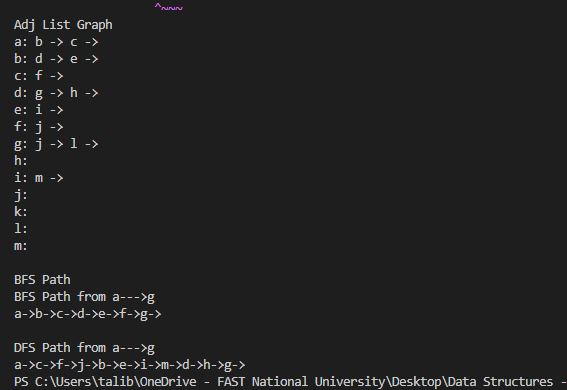 ^~~~
Adj List Graph
a: b -> c ->
b: d -> e ->
c: f ->
d: g -> h ->
e: i ->
f: j ->
g: j -> l ->
h:
i: m ->
j:
k:
l:
m:
BFS Path
BFS Path from a--->g
a->b->c->d->e->f->g->
DFS Path from a--->g
a->c->f->j->b->e->i->m->d->h->g->
PS C:\Users\talib\OneDrive - FAST National University\Desktop\Data Structures -